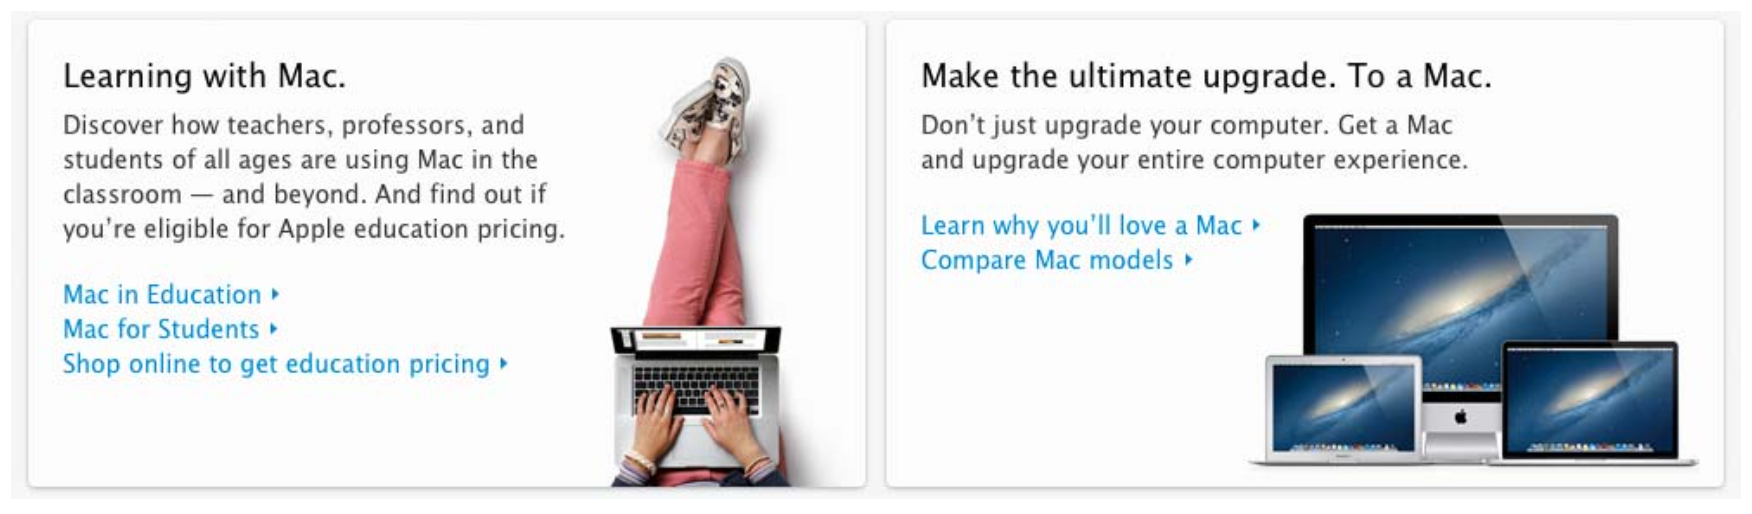 Learning with Mac.
Discover how teachers, professors, and
students of all ages are using Mac in the
classroom — and beyond. And find out if
you’re eligible for Apple education pricing.
Mac in Education
Mac for Students
Shop online to get education pricing
Make the ultimate upgrade. To a Mac.
Don’t just upgrade your computer. Get a Mac
and upgrade your entire computer experience.
Learn why you’ll love a Mac
Compare Mac models